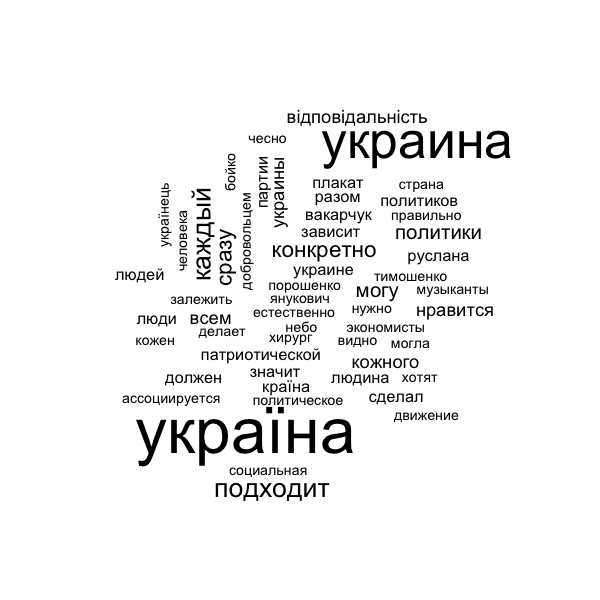 відповідальність
украина
чесно
бойко
партии
украины
українець
человека
каждый
сразу
добровольцем
плакат
страна
разом
политиков
вакарчук
правильно
зависит
политики
конкретно
руслана
людей
украине
тимошенко
порошенко
могу
музыканты
залежить
янукович
естественно
нужно
нравится
люди
всем
небо
экономисты
кожен
делает
хирург
видно
могла
патриотической
кожного
должен
значит
людина
хотят
країна
ассоциируется
политическое
сделал
движение
україна
социальная
подходит